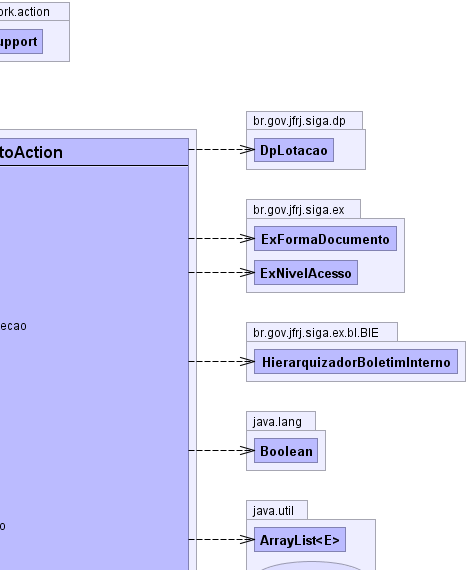 ork.action
upport
br.gov.jfrj.siga.dp
toAction
DpLotacao
br.gov.jfrj.siga.ex
ExFormaDocumento
ExNivelAcesso
ecao
br.gov.jfrj.siga.ex.bl.BIE
HierarquizadorBoletimInterno
java.lang
Boolean
java.util
o
ArrayList<E>